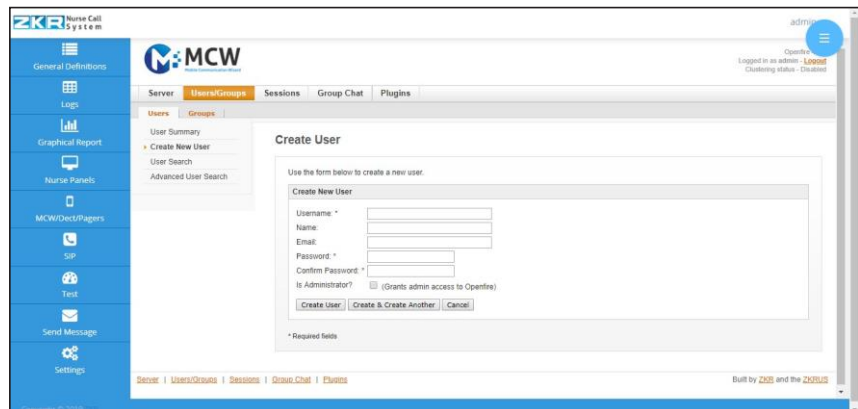 ZKR Nurse Call System
admin
General Definitions
Logs
Graphical Report
Nurse Panels
MCW/Dect/Pagers
SIP
Test
Send Message
Settings
MCW
Openfire
Logged in as admin - Logout
Clustering status - Disabled
Server Users/Groups Sessions Group Chat Plugins
Users Groups
User Summary
Create New User
User Search
Advanced User Search
Create User
Use the form below to create a new user.
Create New User
Username: *
Name:
Email:
Password: *
Confirm Password: *
Is Administrator? (Grants admin access to Openfire)
Create User Create & Create Another Cancel
* Required fields
Server | Users/Groups | Sessions | Group Chat | Plugins
Built by ZKR and the ZKRUS